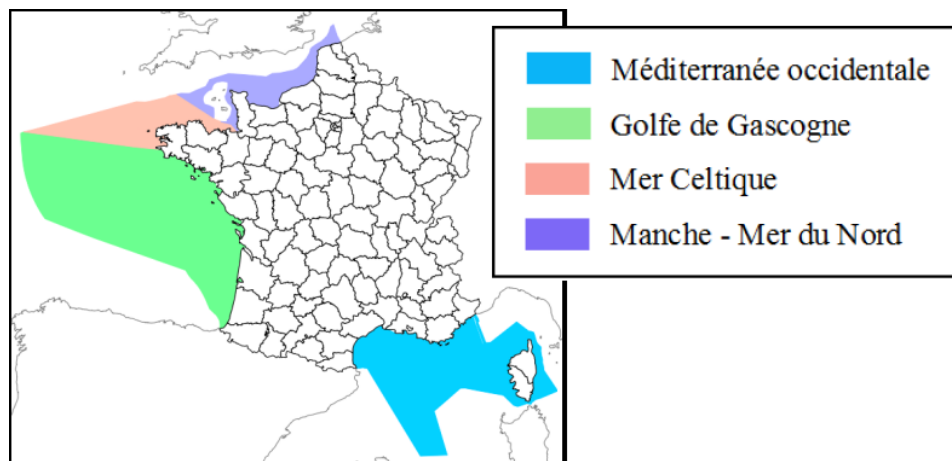 Méditerranée occidentale
Golfe de Gascogne
Mer Celtique
Manche - Mer du Nord